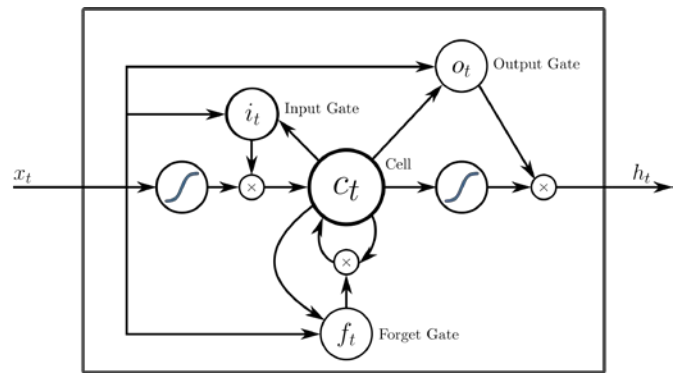 o_t Output Gate
i_t Input Gate
x_t
×
c_t
Cell
×
h_t
×
f_t Forget Gate